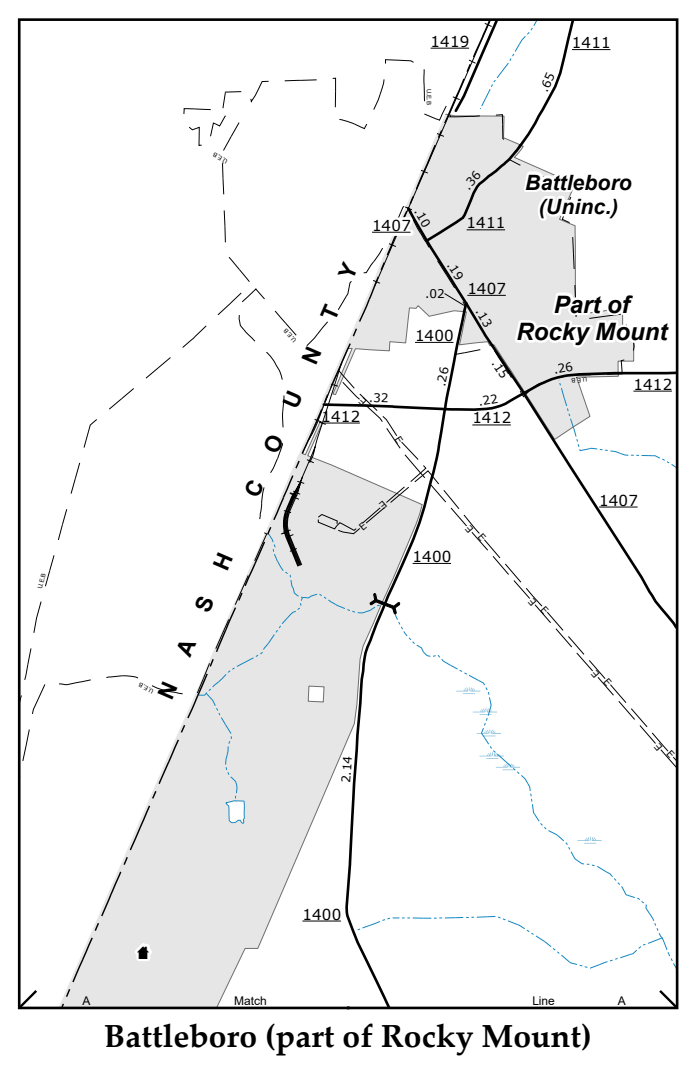 1419
1411
.65
U.E.B
U.E.B
.36
Battleboro
(Uninc.)
.10
1407
1411
.19
.02
1407
NASH COUNTY
Part of
Rocky Mount
.13
U.E.B
1400
.15
.26
.26
U.E.B
1412
.32
.22
1412
1412
E
E
E
E
1407
E
E
1400
U.E.B
E
E
E
E
U.E.B
E
E
2.14
1400
A Match Line A
Battleboro (part of Rocky Mount)